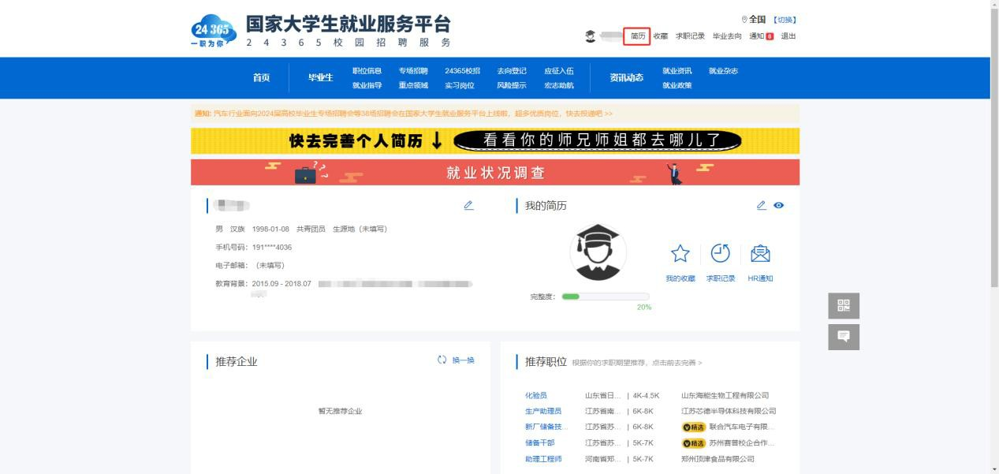 24 365
一职为你
国家大学生就业服务平台
24365校园招聘服务
全国 【切换】
简历 收藏 求职记录 毕业去向 通知 6 退出
首页 毕业生 职位信息 专场招聘 24365校招 去向登记 应征入伍 资讯动态 就业资讯 就业杂志
就业指导 重点领域 实习岗位 风险提示 宏志助航 就业政策
通知: 汽车行业面向2024届高校毕业生专场招聘会等38场招聘会在国家大学生就业服务平台上线啦，超多优质岗位，快去投递吧 >>
快去完善个人简历 ↓ 看看你的师兄师姐都去哪儿了
就业状况调查
男 汉族 1998-01-08 共青团员 生源地（未填写）
手机号码：191****4036
电子邮箱：（未填写）
教育背景：2015.09 - 2018.07
我的简历
我的收藏 求职记录 HR通知
完整度：
20%
推荐企业 换一换
暂无推荐企业
推荐职位 根据你的求职期望推荐，点击前去完善 >
化验员 山东省日... | 4K-4.5K 山东海能生物工程有限公司
生产助理员 江苏省南... | 6K-8K 江苏芯德半导体科技有限公司
新厂储备技... 江苏省苏... | 6K-8K V精选 联合汽车电子有限...
储备干部 江苏省苏... | 5K-7K V精选 苏州赛普校企合作...
助理工程师 河南省郑... | 5K-7K 郑州顶津食品有限公司